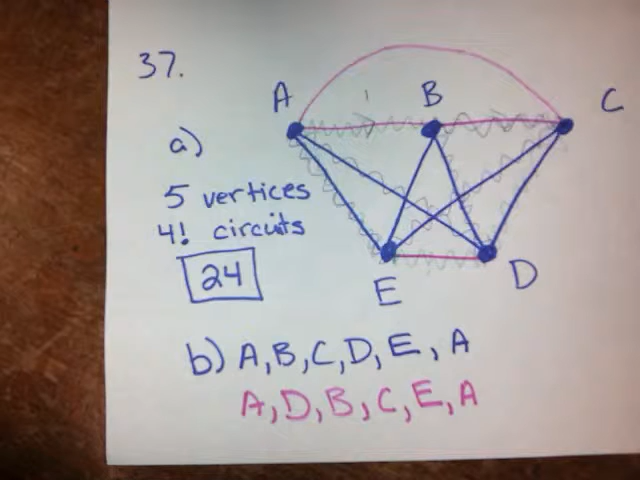 37.
A B C
a)
5 vertices
4! circuits
24
E D
b) A, B, C, D, E, A
A, D, B, C, E, A